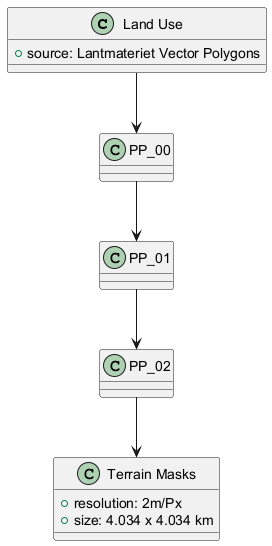 C Land Use
source: Lantmateriet Vector Polygons
C PP_00
C PP_01
C PP_02
C Terrain Masks
resolution: 2m/Px
size: 4.034 x 4.034 km